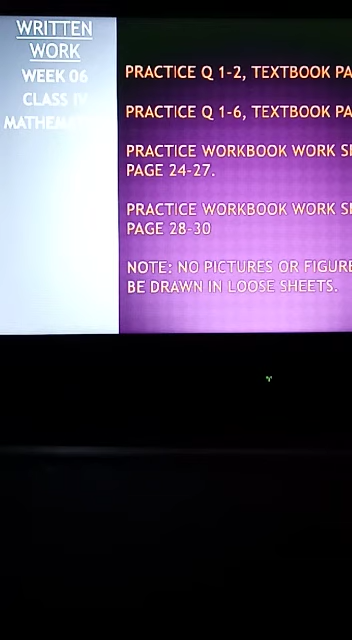 WRITTEN
WORK
WEEK 06
CLASS IV
PRACTICE Q 1-2, TEXTBOOK
PRACTICE Q 1-6, TEXTBOOK
PRACTICE WORKBOOK WORK
PAGE 24-27.
PRACTICE WORKBOOK WORK
PAGE 28-30
NOTE: NO PICTURES OR
BE DRAWN IN LOOSE SHEETS.